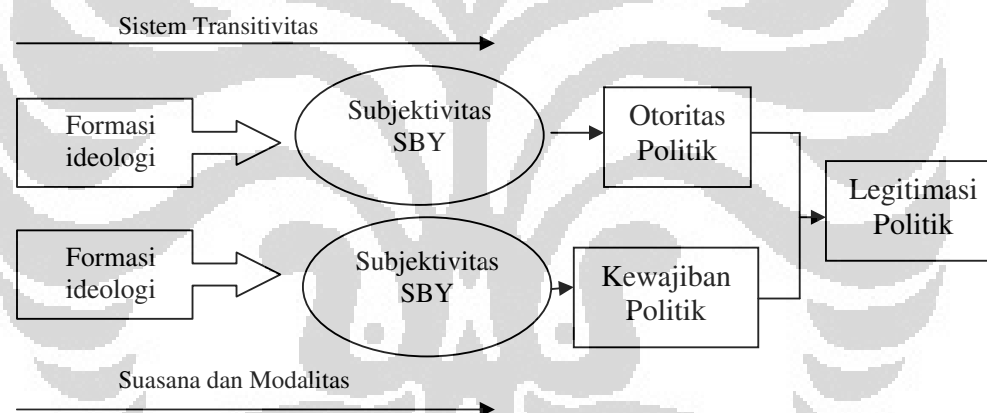 Sistem Transitivitas
Formasi
ideologi
Subjektivitas
SBY
Otoritas
Politik
Legitimasi
Politik
Formasi
ideologi
Subjektivitas
SBY
Kewajiban
Politik
Suasana dan Modalitas